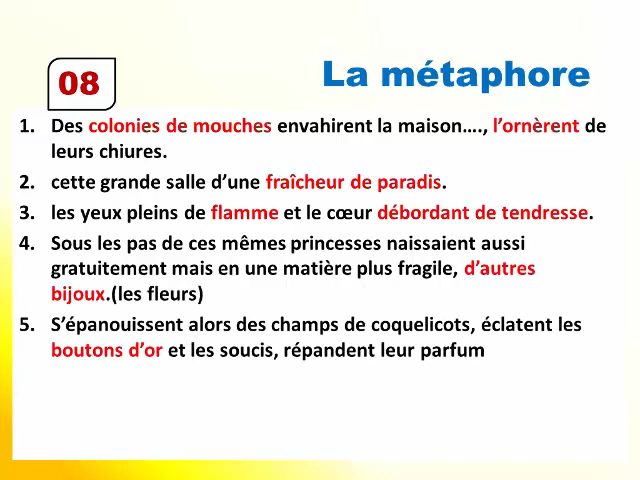 08
La métaphore
1. Des colonies de mouches envahirent la maison…., l’ornèrent de
leurs chiures.
2. cette grande salle d’une fraîcheur de paradis.
3. les yeux pleins de flamme et le cœur débordant de tendresse.
4. Sous les pas de ces mêmes princesses naissaient aussi
gratuitement mais en une matière plus fragile, d’autres
bijoux.(les fleurs)
5. S’épanouissent alors des champs de coquelicots, éclatent les
boutons d’or et les soucis, répandent leur parfum